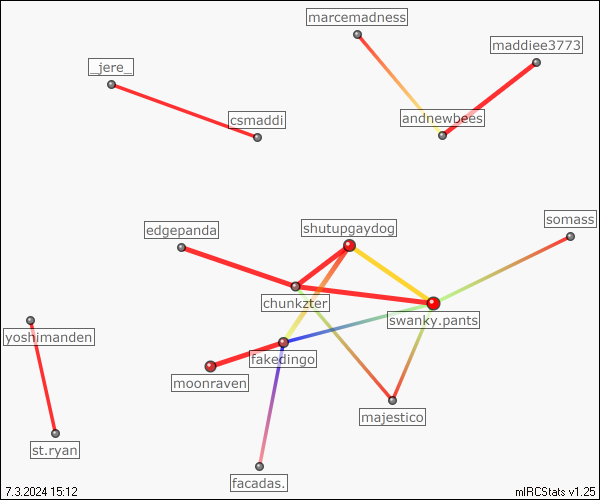 marcemadness
maddiee3773
_jere_
andnewbees
csmaddi
somass
edgepanda
shutupgaydog
chunkzter
swanky.pants
yoshimanden
fakedingo
moonraven
majestico
st.ryan
facadas.
7.3.2024 15:12
mIRCStats v1.25